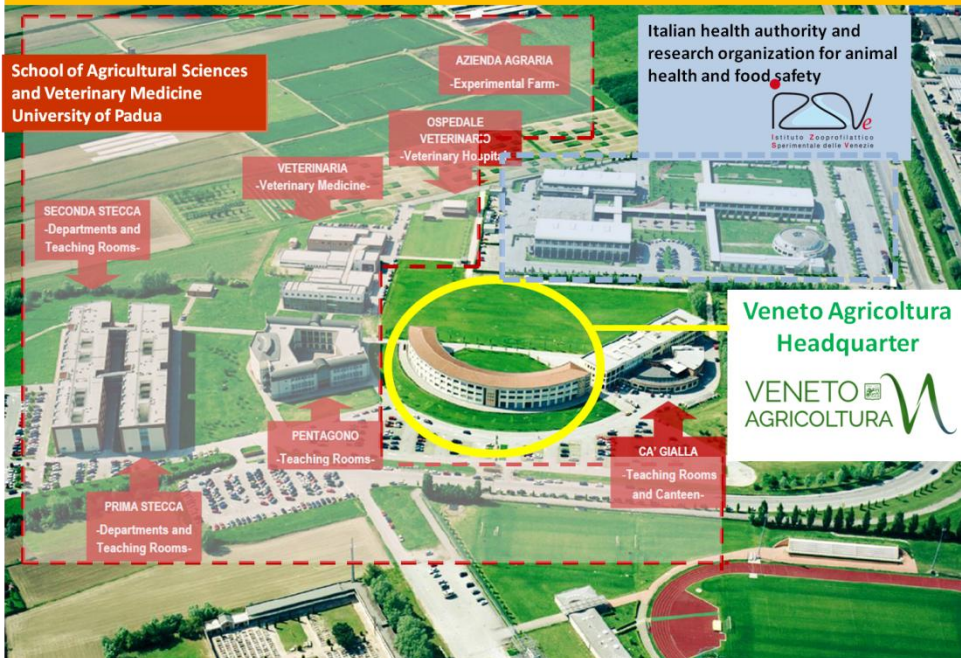 School of Agricultural Sciences
and Veterinary Medicine
University of Padua
AZIENDA AGRARIA
-Experimental Farm-
Italian health authority and
research organization for animal
health and food safety
IZSVe
Istituto Zooprofilattico
Sperimentale delle Venezie
OSPEDALE
VETERINARIO
-Veterinary Hospital
VETERINARIA
-Veterinary Medicine-
SECONDA STECCA
-Departments and
Teaching Rooms-
Veneto Agricoltura
Headquarter
VENETO
AGRICOLTURA
PENTAGONO
-Teaching Rooms-
CA' GIALLA
-Teaching Rooms
and Canteen-
PRIMA STECCA
-Departments and
Teaching Rooms-